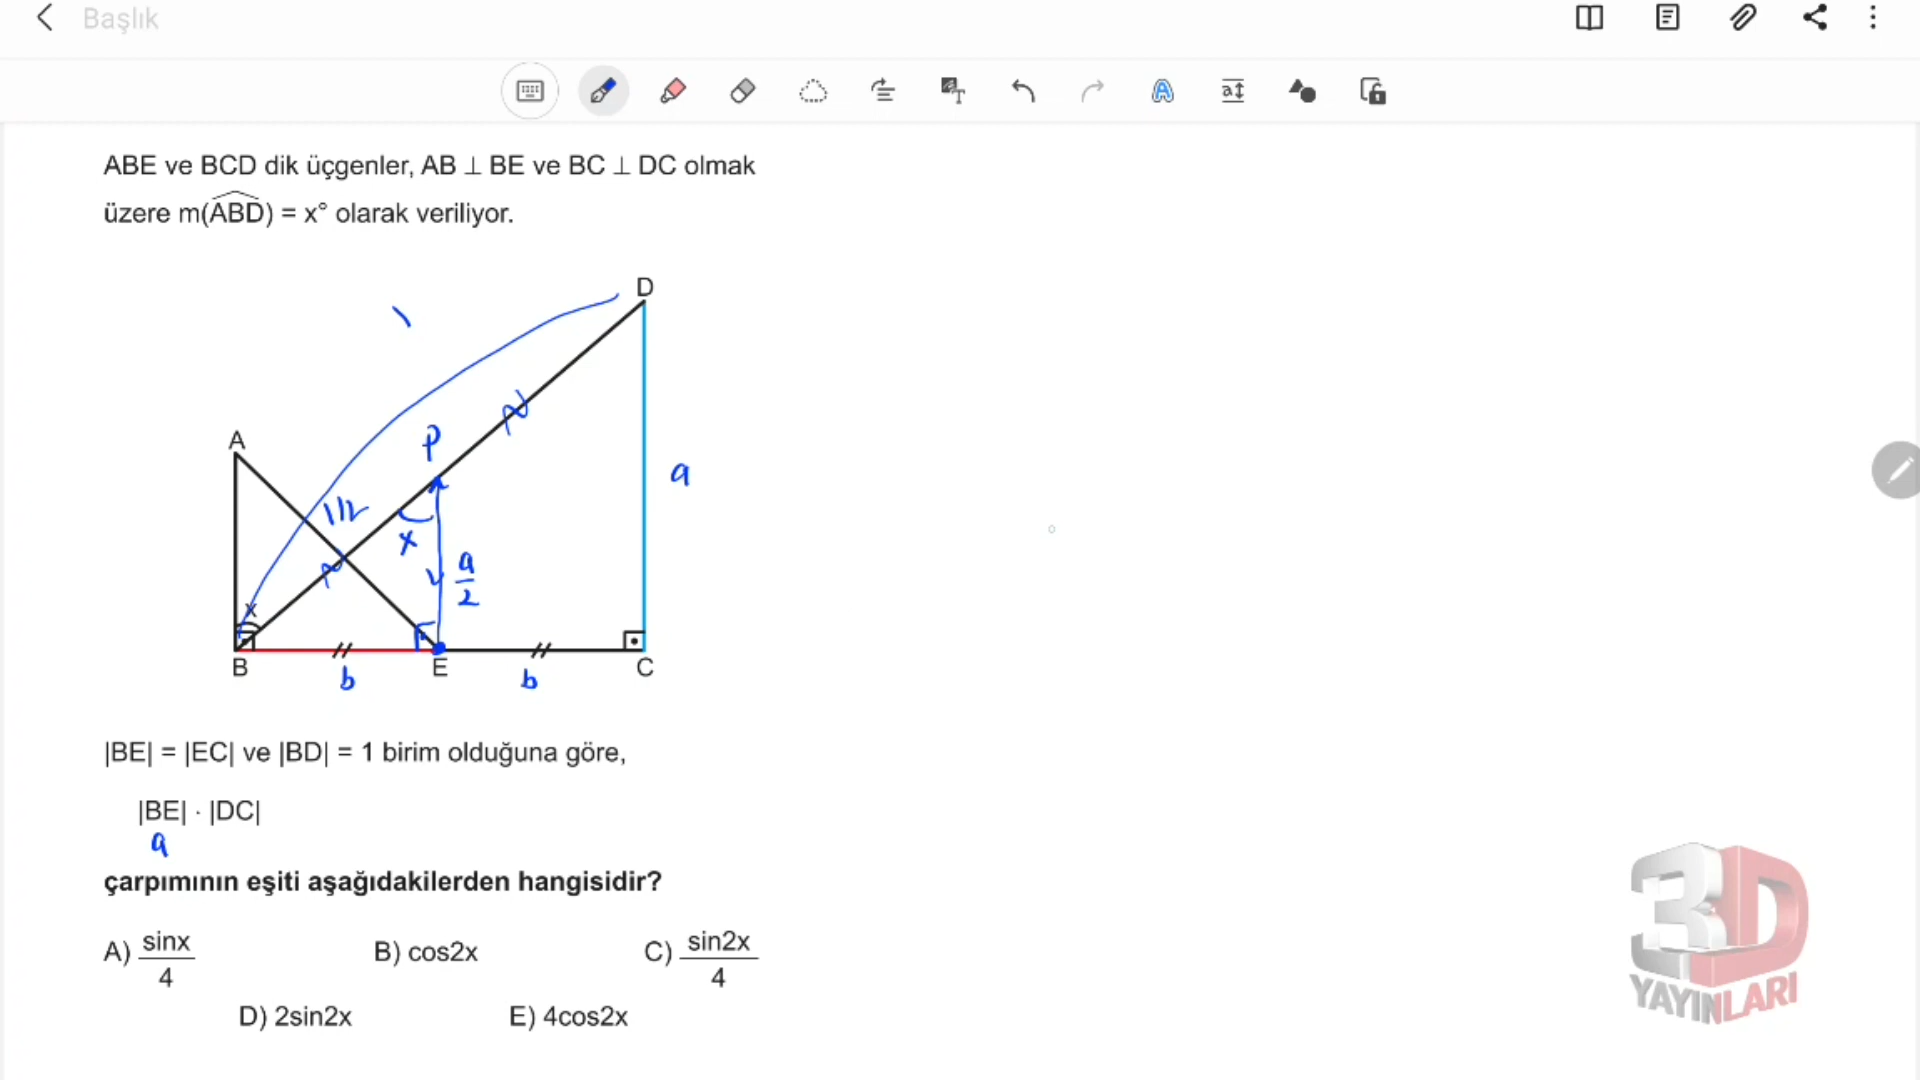 Başlık
ABE ve BCD dik üçgenler, AB ⊥ BE ve BC ⊥ DC olmak
üzere m(ABD) = x° olarak veriliyor.
D
A
P
a
1/2
x
a/2
x
B
E
C
b
b
|BE| = |EC| ve |BD| = 1 birim olduğuna göre,
|BE| · |DC|
a
çarpımının eşiti aşağıdakilerden hangisidir?
A) sinx/4 B) cos2x C) sin2x/4
D) 2sin2x E) 4cos2x
3D
YAYINLARI